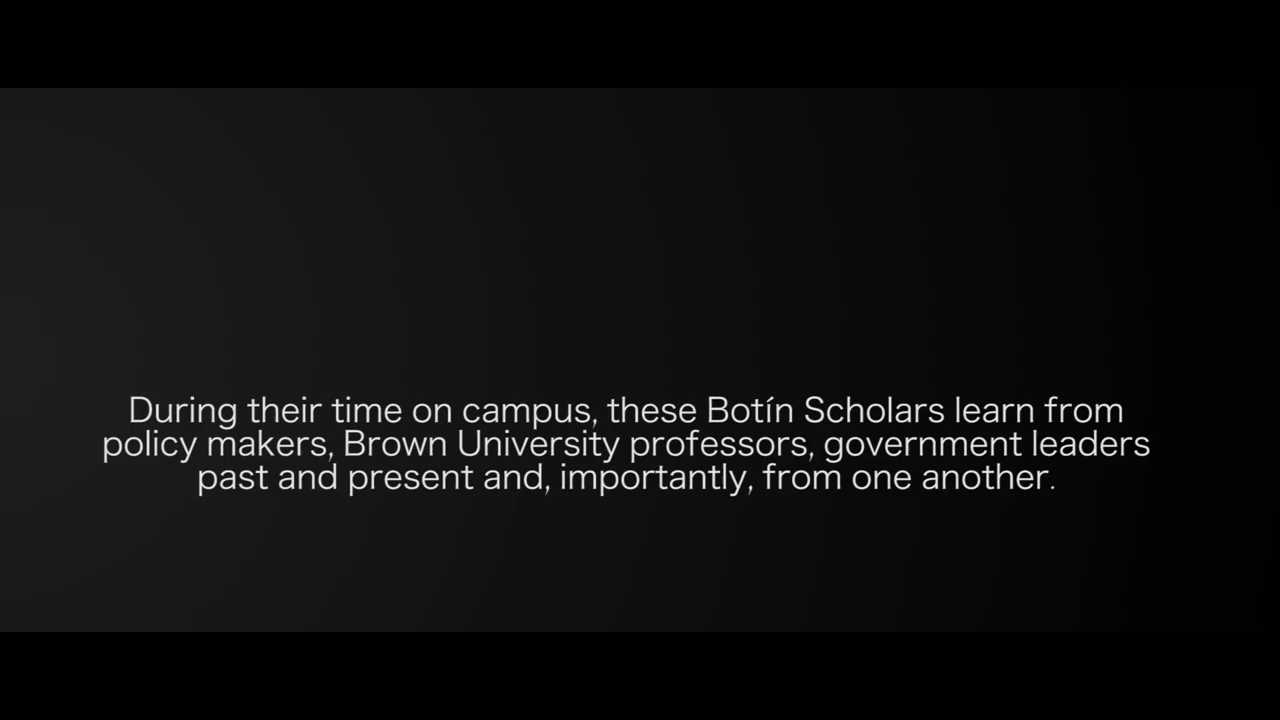 During their time on campus, these Botín Scholars learn from
policy makers, Brown University professors, government leaders
past and present and, importantly, from one another.